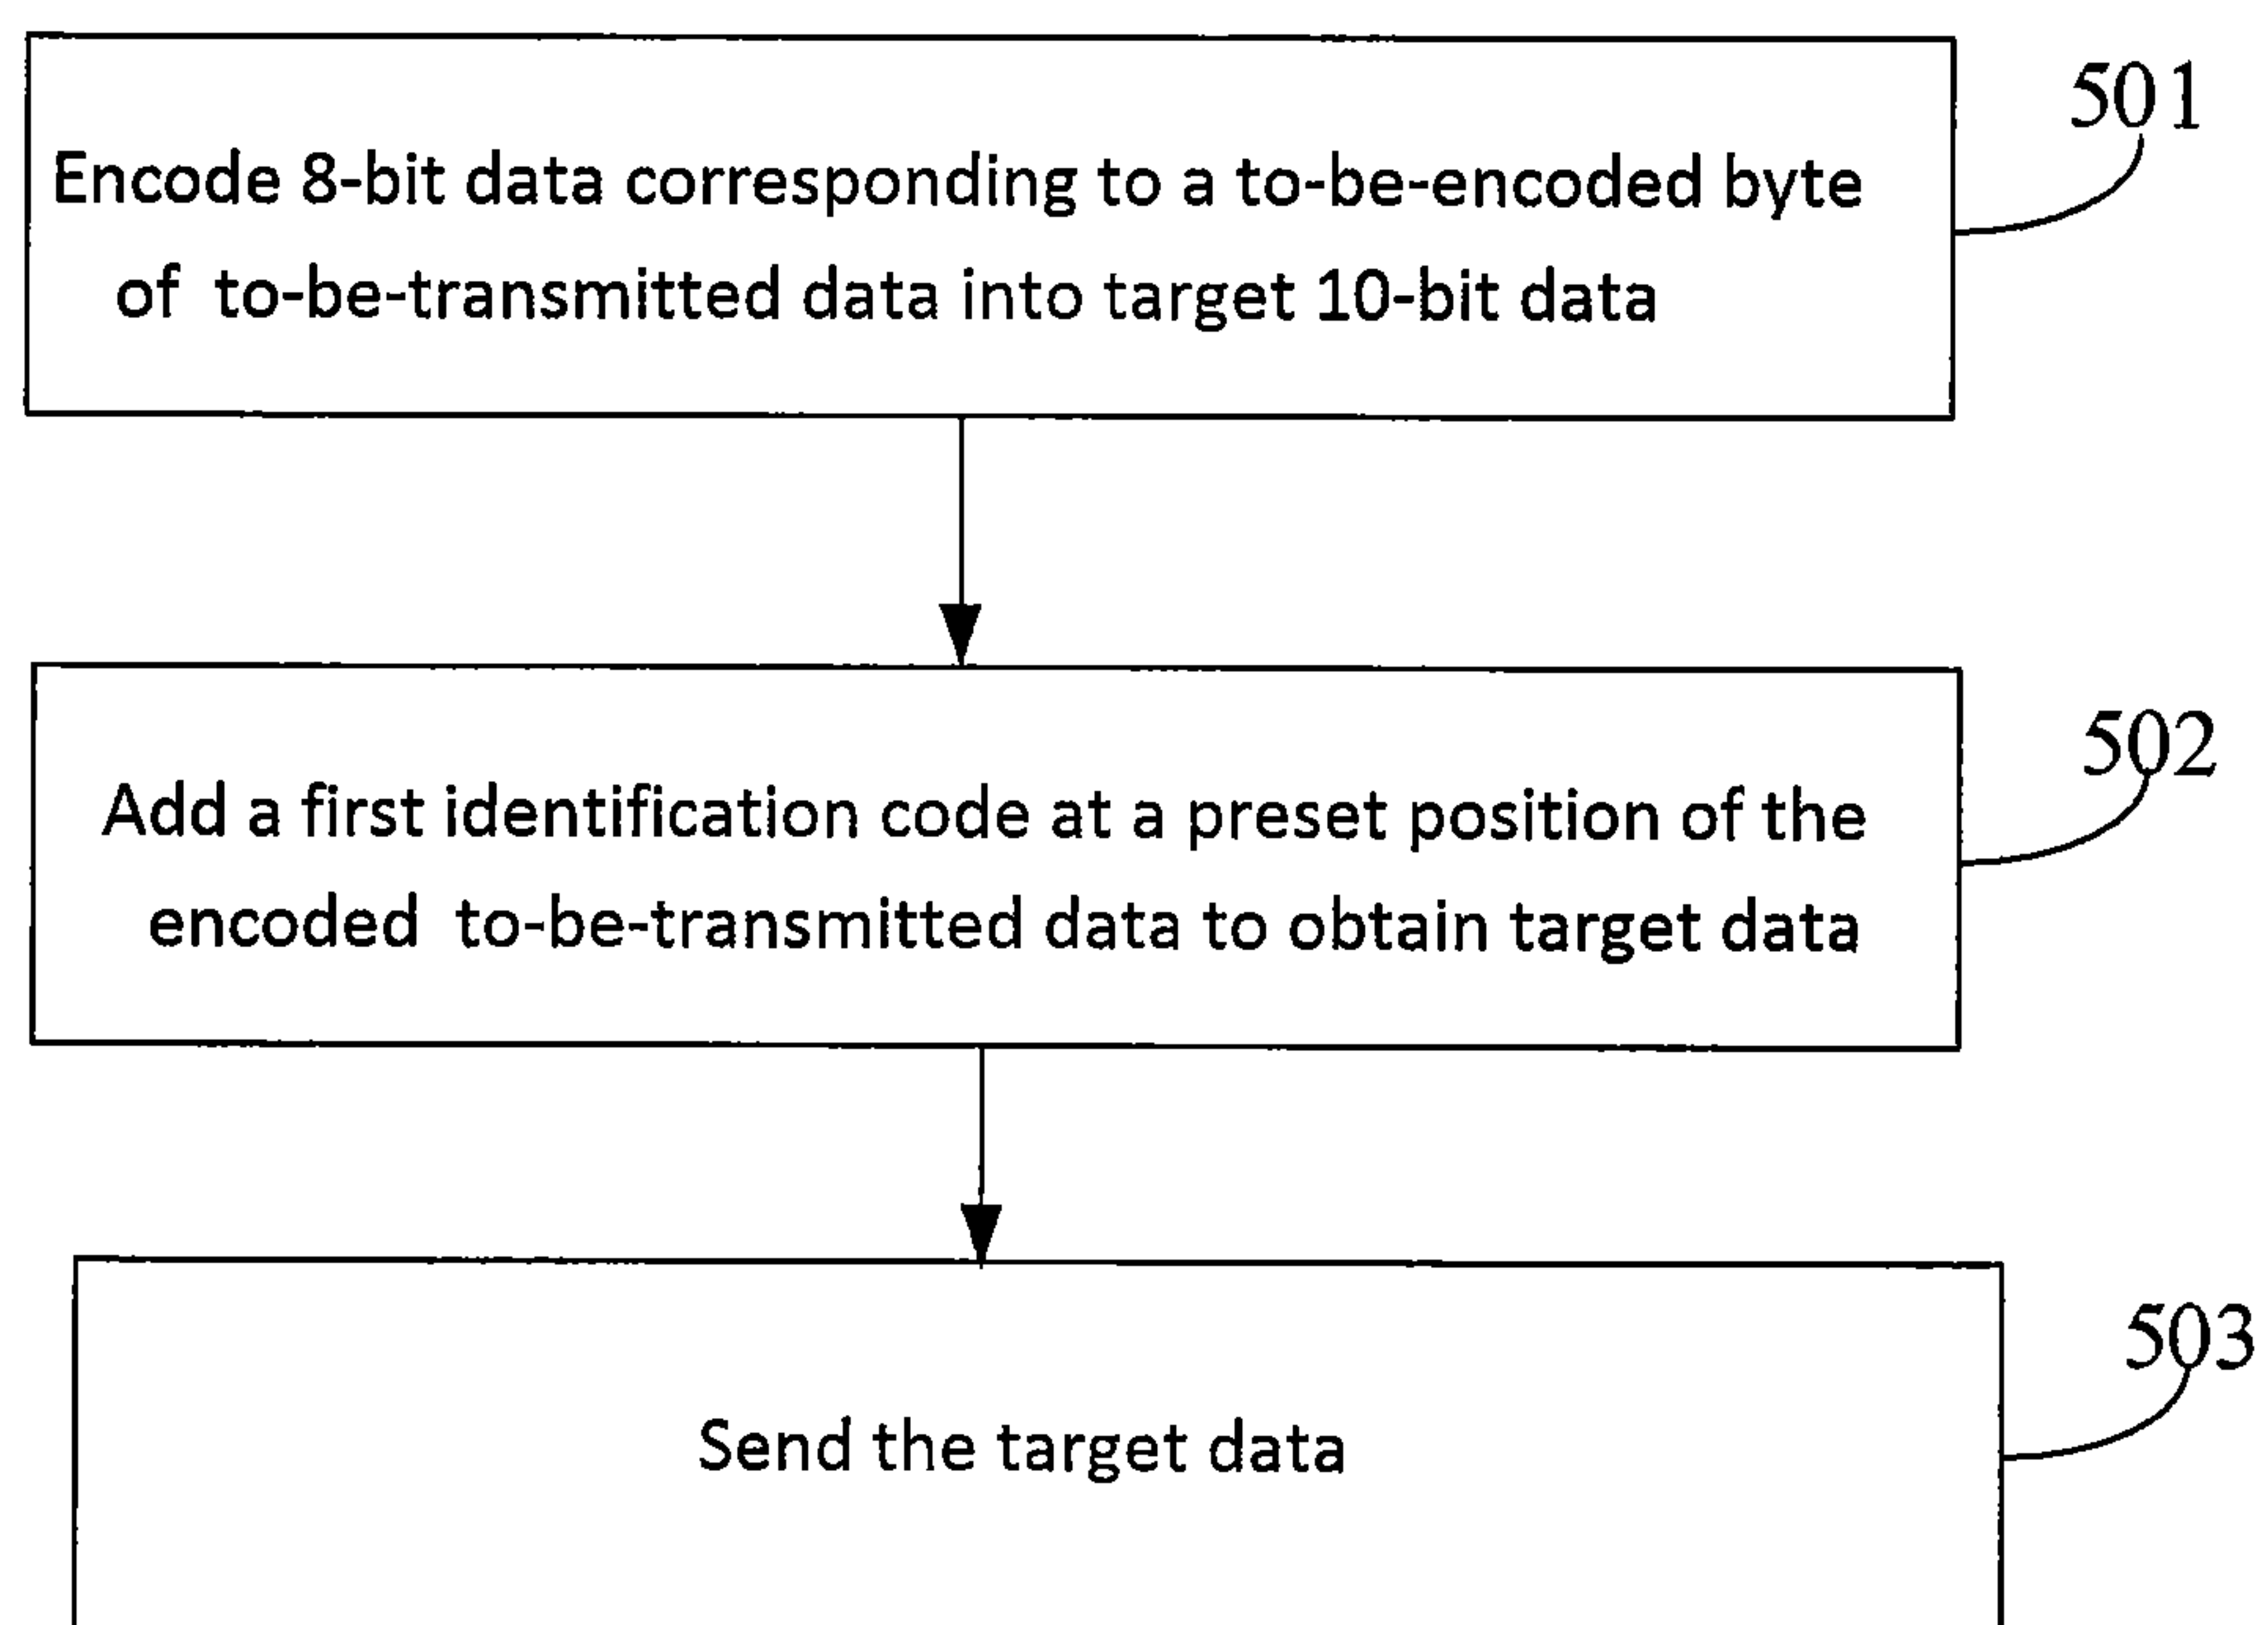 501
Encode 8-bit data corresponding to a to-be-encoded byte
of to-be-transmitted data into target 10-bit data
502
Add a first identification code at a preset position of the
encoded to-be-transmitted data to obtain target data
503
Send the target data